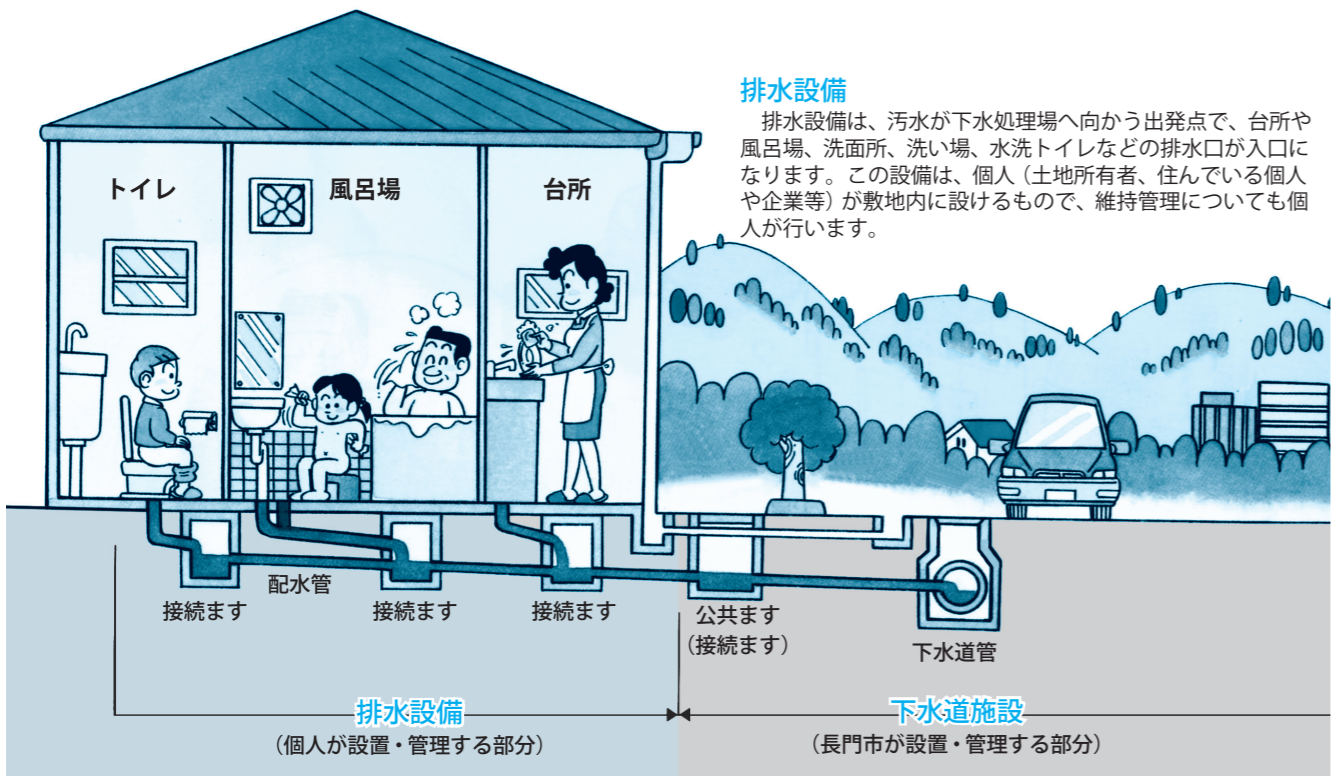 排水設備
排水設備は、汚水が下水処理場へ向かう出発点で、台所や
風呂場、洗面所、洗い場、水洗トイレなどの排水口が入口に
なります。この設備は、個人（土地所有者、住んでいる個人
や企業等）が敷地内に設けるもので、維持管理についても個
人が行います。
トイレ
風呂場
台所
配水管
接続ます
接続ます
接続ます
公共ます
（接続ます）
下水道管
排水設備
（個人が設置・管理する部分）
下水道施設
（長門市が設置・管理する部分）